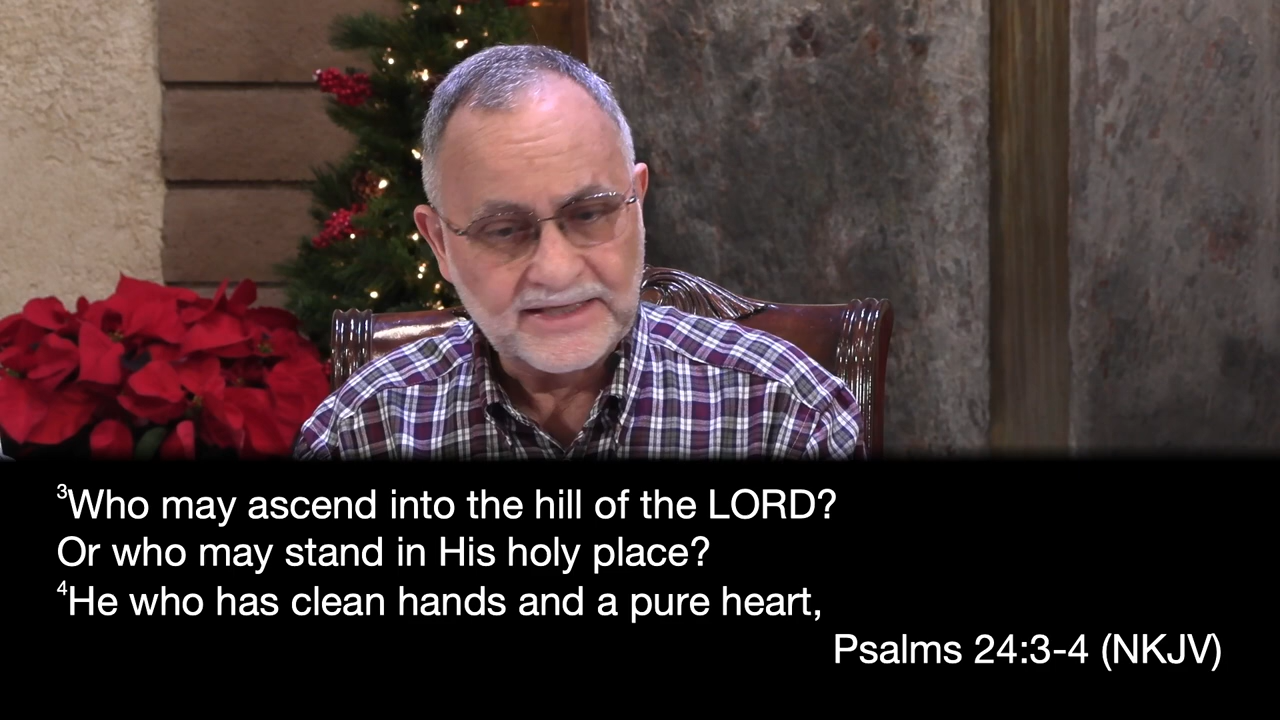 ³Who may ascend into the hill of the LORD?
Or who may stand in His holy place?
⁴He who has clean hands and a pure heart,
Psalms 24:3-4 (NKJV)